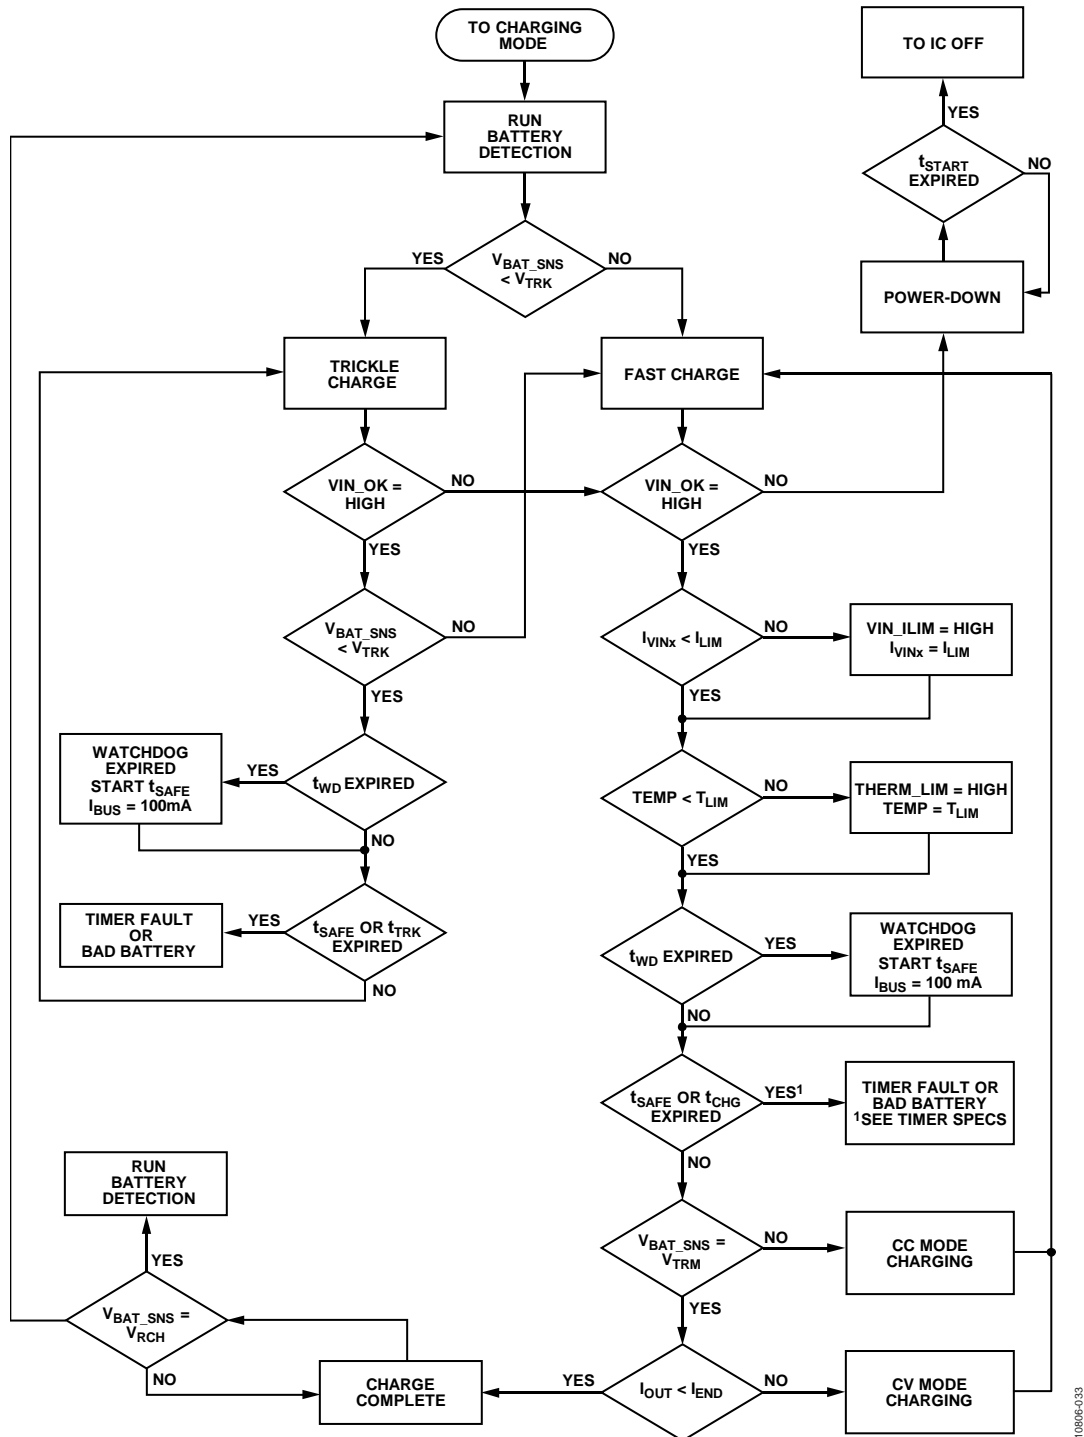 TO CHARGING
MODE
TO IC OFF
YES
RUN
BATTERY
DETECTION
tSTART
EXPIRED
NO
YES
VBAT_SNS
< VTRK
NO
POWER-DOWN
TRICKLE
CHARGE
FAST CHARGE
VIN_OK =
HIGH
NO
VIN_OK =
HIGH
NO
YES
YES
VBAT_SNS
< VTRK
NO
IVINx < ILIM
NO
VIN_ILIM = HIGH
IVINx = ILIM
YES
YES
WATCHDOG
EXPIRED
START tSAFE
IBUS = 100mA
YES
tWD EXPIRED
NO
TEMP < TLIM
NO
THERM_LIM = HIGH
TEMP = TLIM
YES
TIMER FAULT
OR
BAD BATTERY
YES
tSAFE OR tTRK
EXPIRED
NO
tWD EXPIRED
YES
WATCHDOG
EXPIRED
START tSAFE
IBUS = 100 mA
NO
tSAFE OR tCHG
EXPIRED
YES1
TIMER FAULT OR
BAD BATTERY
1SEE TIMER SPECS
NO
RUN
BATTERY
DETECTION
YES
VBAT_SNS =
VTRM
NO
CC MODE
CHARGING
YES
VBAT_SNS =
VRCH
NO
CHARGE
COMPLETE
YES
IOUT < IEND
NO
CV MODE
CHARGING
10806-033